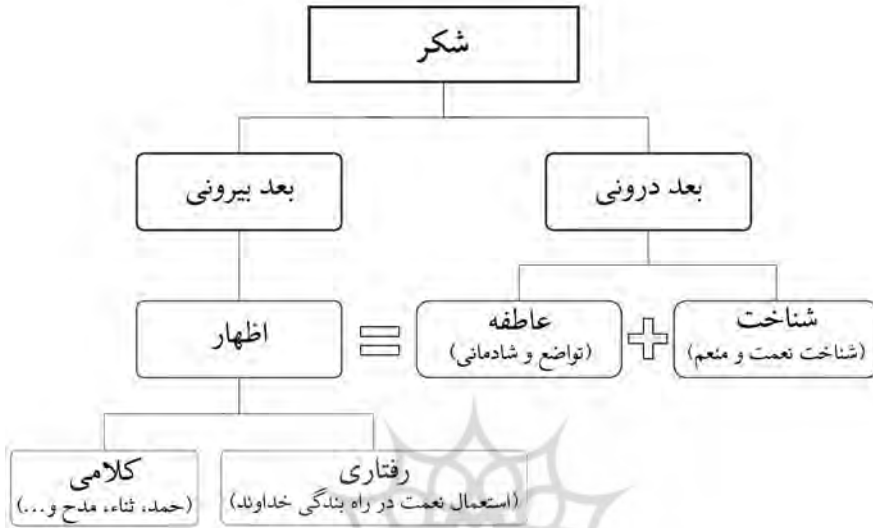 شکر
بعد درونی
بعد بیرونی
شناخت
(شناخت نعمت و منعم)
عاطفه
(تواضع و شادمانی)
اظهار
رفتاری
(استعمال نعمت در راه بندگی خداوند)
کلامی
(حمد، ثناء، مدح و...)